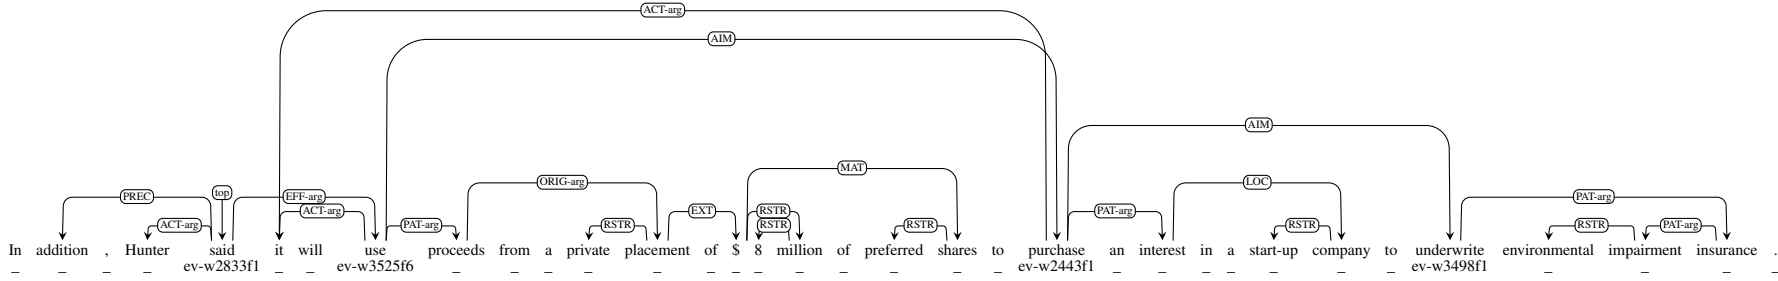 ACT-arg
AIM
AIM
MAT
ORIG-arg LOC
PREC top EFF-arg PAT-arg
ACT-arg EXT RSTR PAT-arg
ACT-arg PAT-arg RSTR RSTR RSTR RSTR RSTR PAT-arg
In addition , Hunter said it will use proceeds from a private placement of $ 8 million of preferred shares to purchase an interest in a start-up company to underwrite environmental impairment insurance .
_ _ _ _ ev-w2833f1 _ _ ev-w3525f6 _ _ _ _ _ _ _ _ _ _ _ _ _ ev-w2443f1 _ _ _ _ _ _ _ ev-w3498f1 _ _ _ _